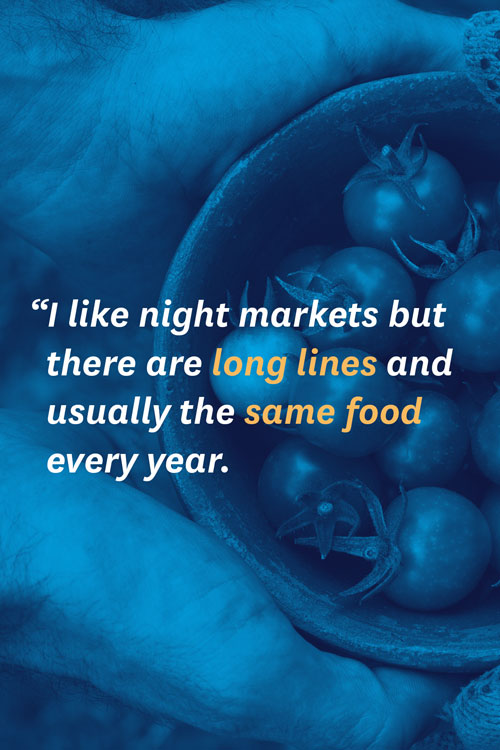 “I like night markets but
there are long lines and
usually the same food
every year.